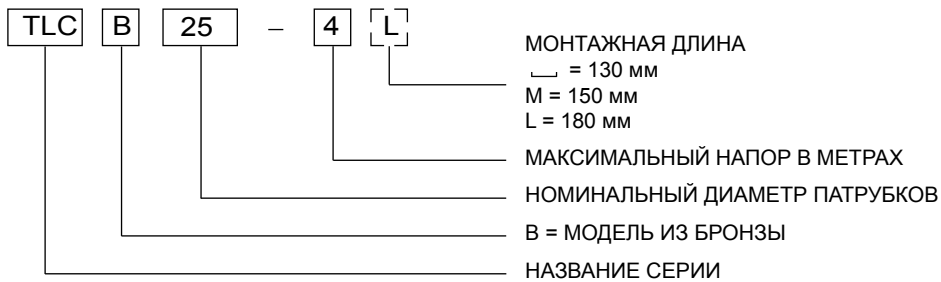 TLC B 25 – 4 L
МОНТАЖНАЯ ДЛИНА
⎵ = 130 мм
М = 150 мм
L = 180 мм
МАКСИМАЛЬНЫЙ НАПОР В МЕТРАХ
НОМИНАЛЬНЫЙ ДИАМЕТР ПАТРУБКОВ
В = МОДЕЛЬ ИЗ БРОНЗЫ
НАЗВАНИЕ СЕРИИ